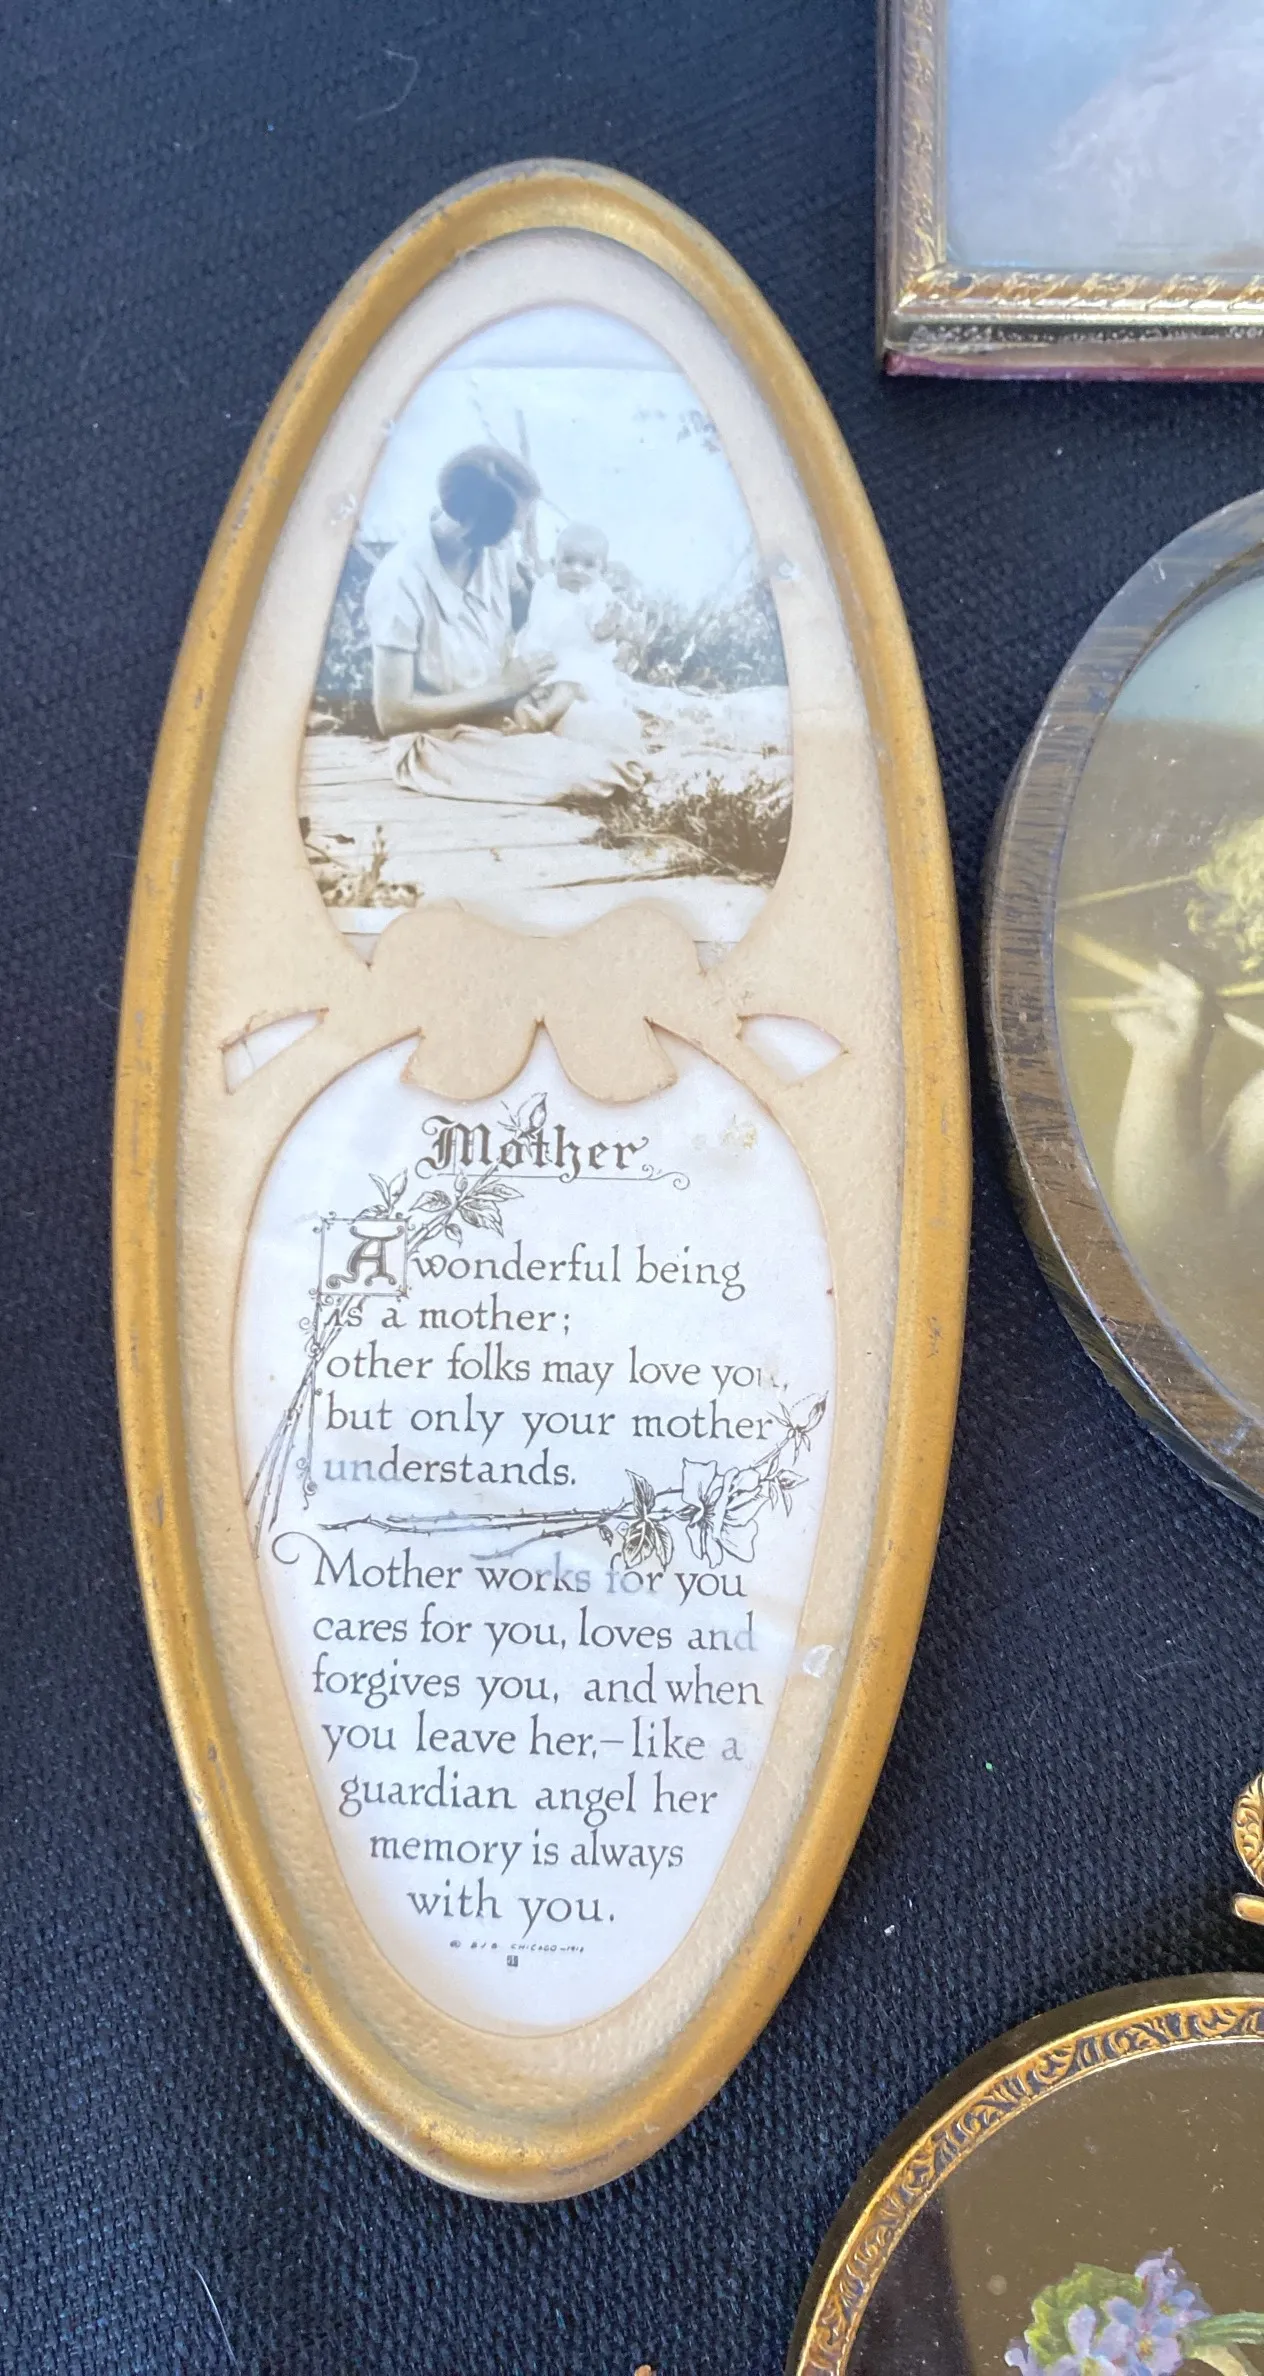 Mother
A wonderful being
is a mother;
other folks may love you,
but only your mother
understands.
Mother works for you
cares for you, loves and
forgives you, and when
you leave her,—like a
guardian angel her
memory is always
with you.
© CHICAGO